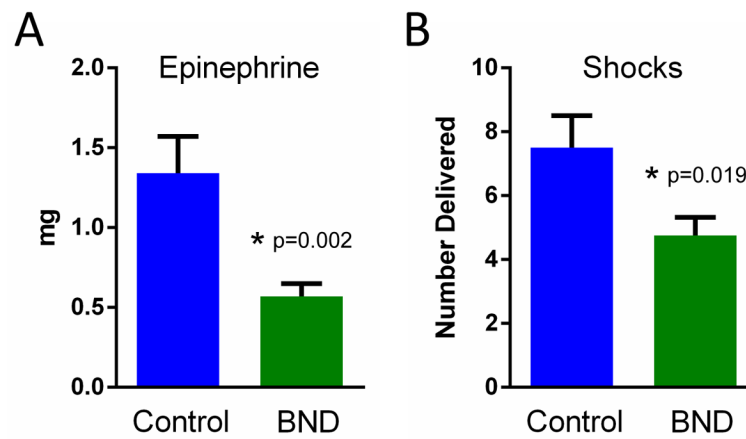 A
Epinephrine
2.0
1.5
1.0
0.5
0.0
mg
* p=0.002
Control BND
B
Shocks
10
8
6
4
2
0
Number Delivered
* p=0.019
Control BND